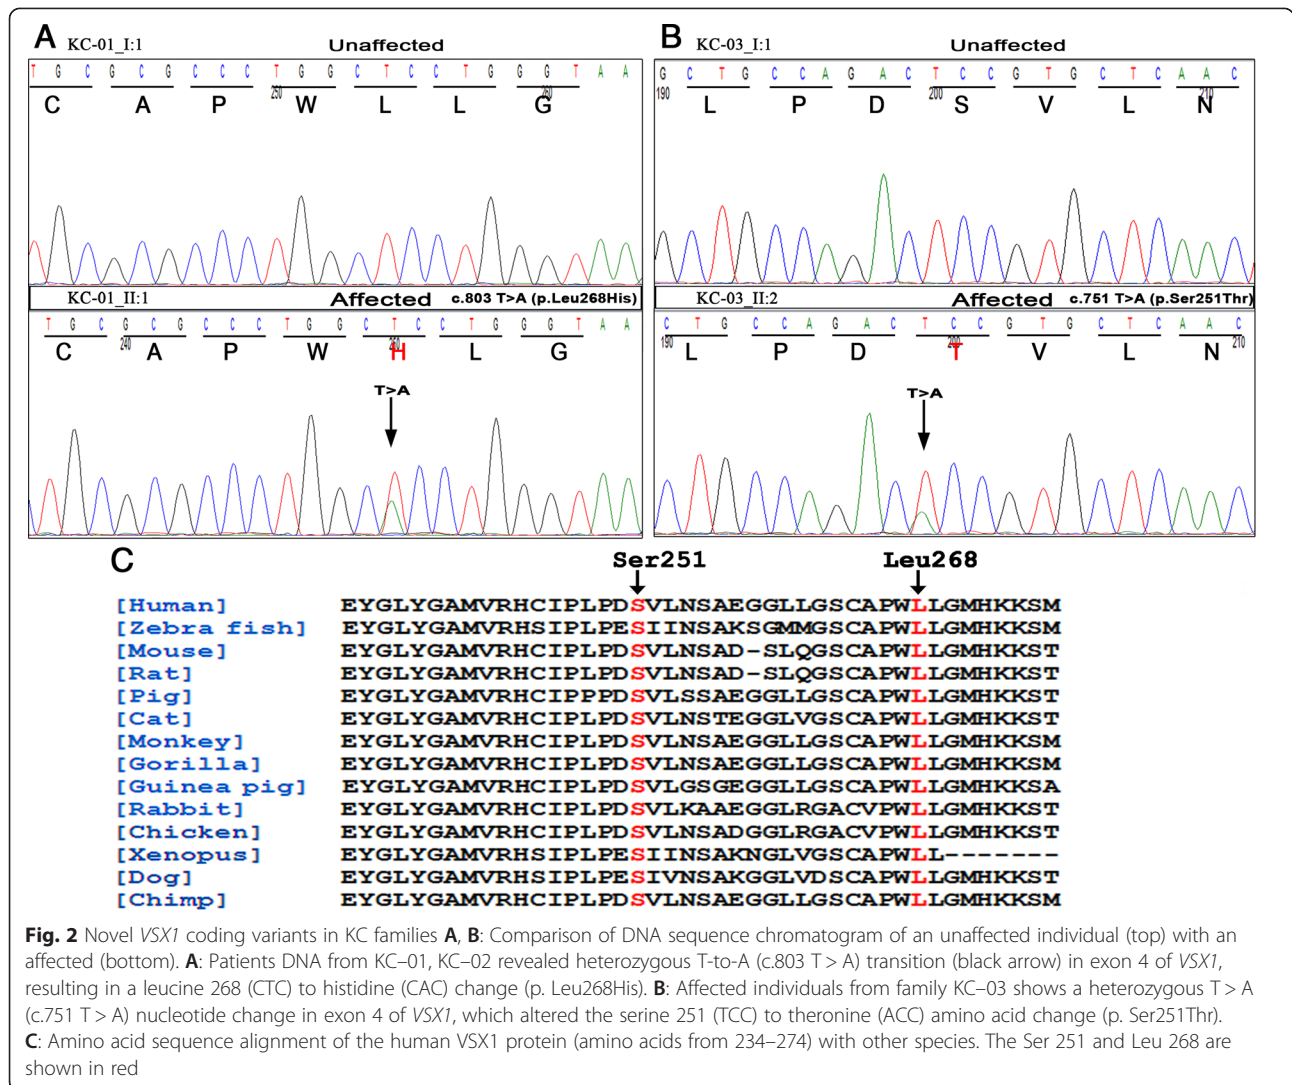 A KC-01_I:1 Unaffected
T G C G C G C C C T G G C T C C T G G G T A A
250 260
C A P W L L G
KC-01_II:1 Affected c.803 T>A (p.Leu268His)
T G C G C G C C C T G G C T C C T G G G T A A
240 250
C A P W H L G
T>A
B KC-03_I:1 Unaffected
G C T G C C A G A C T C C G T G C T C A A C
190 200 210
L P D S V L N
KC-03_II:2 Affected c.751 T>A (p.Ser251Thr)
C T G C C A G A C T C C G T G C T C A A C
190 200 210
L P D T V L N
T>A
C Ser251 Leu268
[Human] EYGLYGAMVRHCIPLPDSVLNSAEGGLLGSCAPWLLGMHKKSM
[Zebra fish] EYGLYGAMVRHSIPLPESIINSAKSGMMGSCAPWLLGMHKKSM
[Mouse] EYGLYGAMVRHCIPLPDSVLNSAD-SLQGSCAPWLLGMHKKST
[Rat] EYGLYGAMVRHCIPLPDSVLNSAD-SLQGSCAPWLLGMHKKST
[Pig] EYGLYGAMVRHCIPPPDSVLSSAEGGLLGSCAPWLLGMHKKST
[Cat] EYGLYGAMVRHCIPLPDSVLNSTEGGLVGSCAPWLLGMHKKST
[Monkey] EYGLYGAMVRHCIPLPDSVLNSAEGGLLGSCAPWLLGMHKKSM
[Gorilla] EYGLYGAMVRHCIPLPDSVLNSAEGGLLGSCAPWLLGMHKKSM
[Guinea pig] EYGLYGAMVRHCIPLPDSVLGSGEGGLLGSCAPWLLGMHKKSA
[Rabbit] EYGLYGAMVRHCIPLPDSVLKAAEGGLRGACVPWLLGMHKKST
[Chicken] EYGLYGAMVRHCIPLPDSVLNSADGGLRGACVPWLLGMHKKST
[Xenopus] EYGLYGAMVRHSIPLPESIINSAKNGLVGSCAPWLL-------
[Dog] EYGLYGAMVRHCIPLPESIVNSAKGGLVDSCAPWLLGMHKKST
[Chimp] EYGLYGAMVRHCIPLPDSVLNSAEGGLLGSCAPWLLGMHKKSM
Fig. 2 Novel VSX1 coding variants in KC families A, B: Comparison of DNA sequence chromatogram of an unaffected individual (top) with an
affected (bottom). A: Patients DNA from KC–01, KC–02 revealed heterozygous T-to-A (c.803 T > A) transition (black arrow) in exon 4 of VSX1,
resulting in a leucine 268 (CTC) to histidine (CAC) change (p. Leu268His). B: Affected individuals from family KC–03 shows a heterozygous T > A
(c.751 T > A) nucleotide change in exon 4 of VSX1, which altered the serine 251 (TCC) to theronine (ACC) amino acid change (p. Ser251Thr).
C: Amino acid sequence alignment of the human VSX1 protein (amino acids from 234–274) with other species. The Ser 251 and Leu 268 are
shown in red